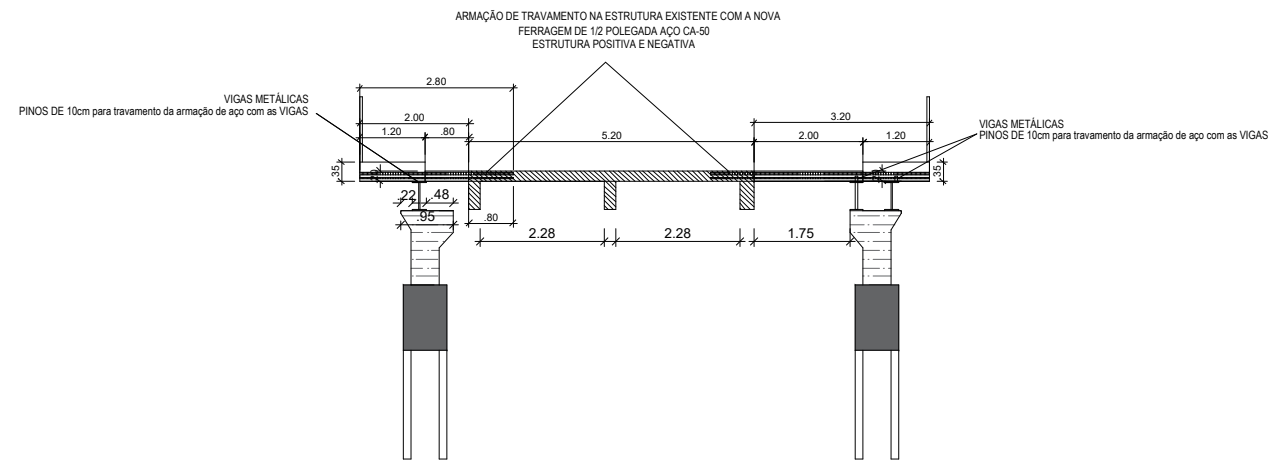 ARMAÇÃO DE TRAVAMENTO NA ESTRUTURA EXISTENTE COM A NOVA
FERRAGEM DE 1/2 POLEGADA AÇO CA-50
ESTRUTURA POSITIVA E NEGATIVA
2.80
VIGAS METÁLICAS
PINOS DE 10cm para travamento da armação de aço com as VIGAS
2.00
3.20
VIGAS METÁLICAS
PINOS DE 10cm para travamento da armação de aço com as VIGAS
1.20
.80
5.20
2.00
1.20
.35
.35
.22
.48
.95
.80
2.28
2.28
1.75